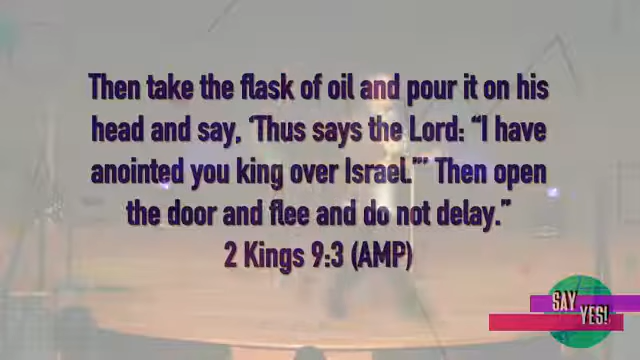 Then take the flask of oil and pour it on his
head and say, ‘Thus says the Lord: “I have
anointed you king over Israel.”’ Then open
the door and flee and do not delay.”
2 Kings 9:3 (AMP)
SAY
YES!